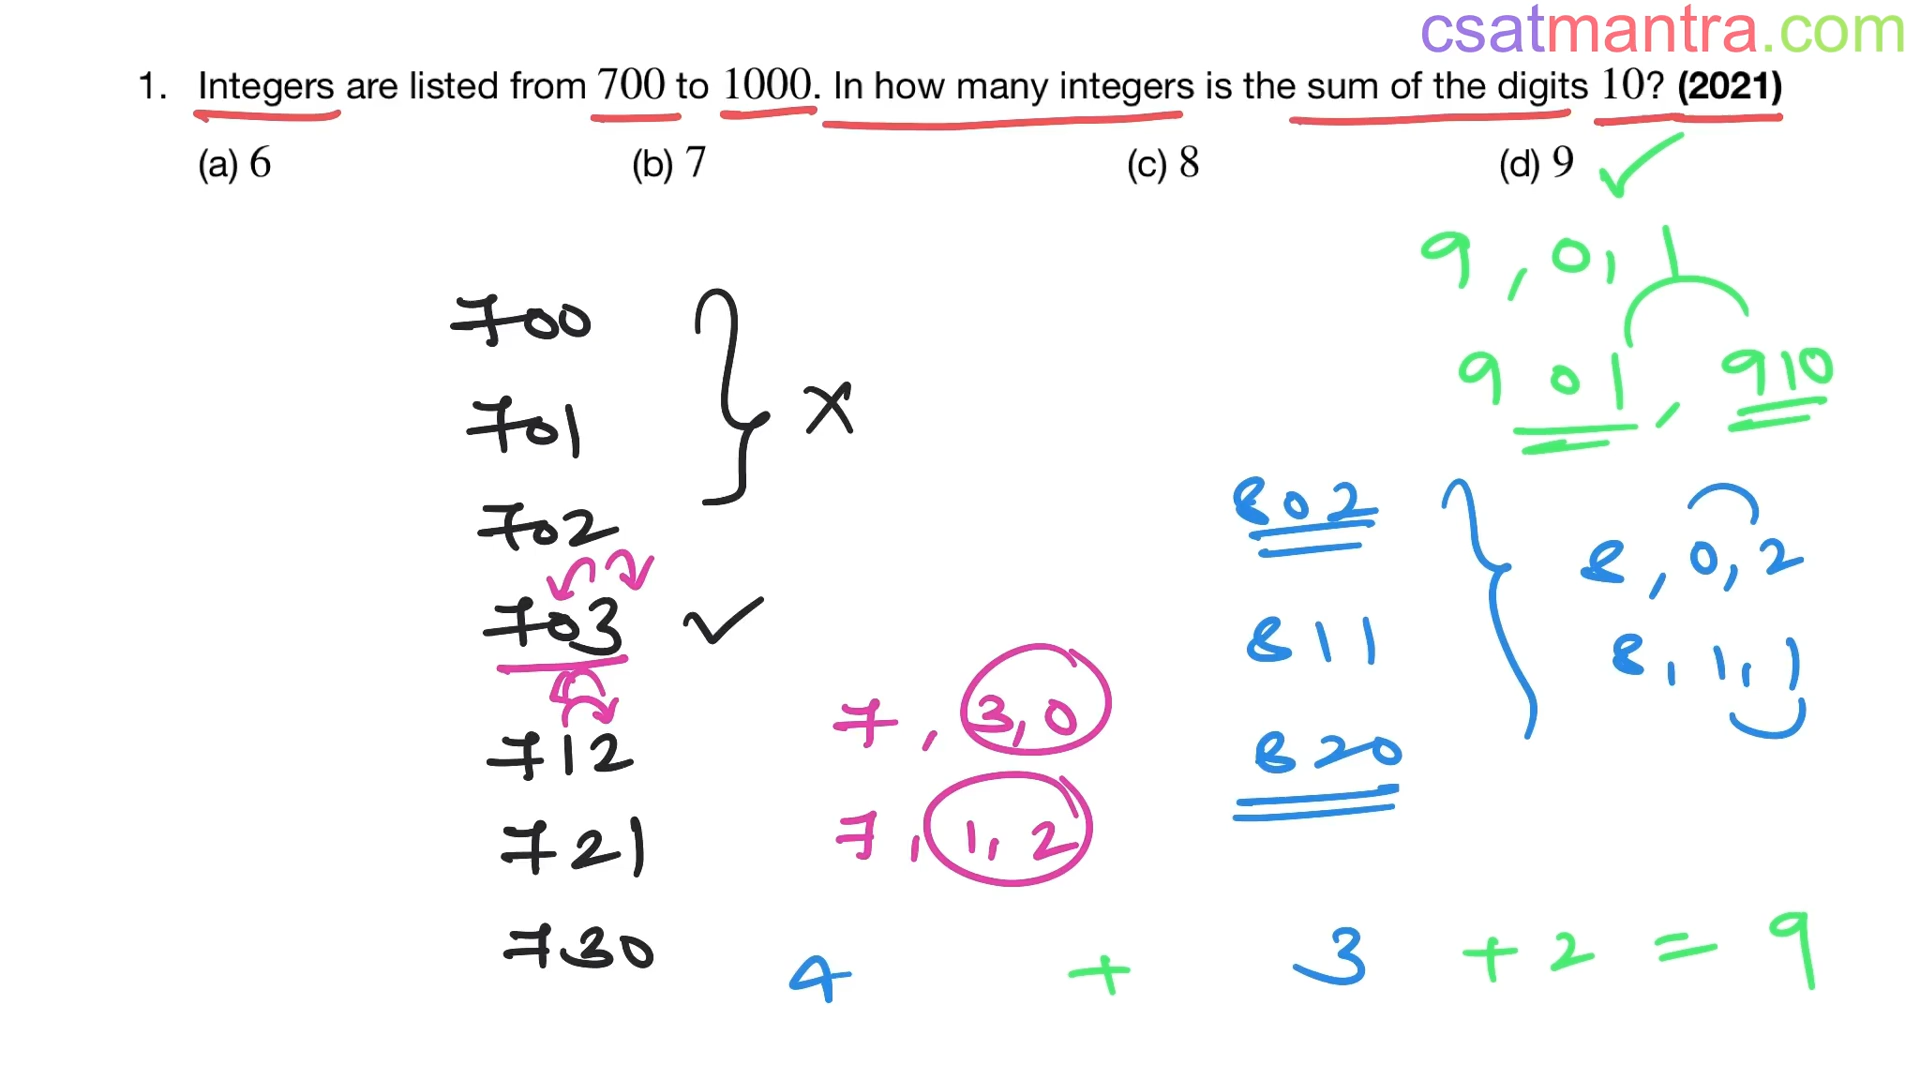 csatmantra.com
1. Integers are listed from 700 to 1000. In how many integers is the sum of the digits 10? (2021)
(a) 6 (b) 7 (c) 8 (d) 9 ✓
9, 0, 1
901, 910
700
701
702
} ×
703 ✓
712
721
730
7, 3, 0
7, 1, 2
802
811
820
8, 0, 2
8, 1, 1
4 + 3 + 2 = 9